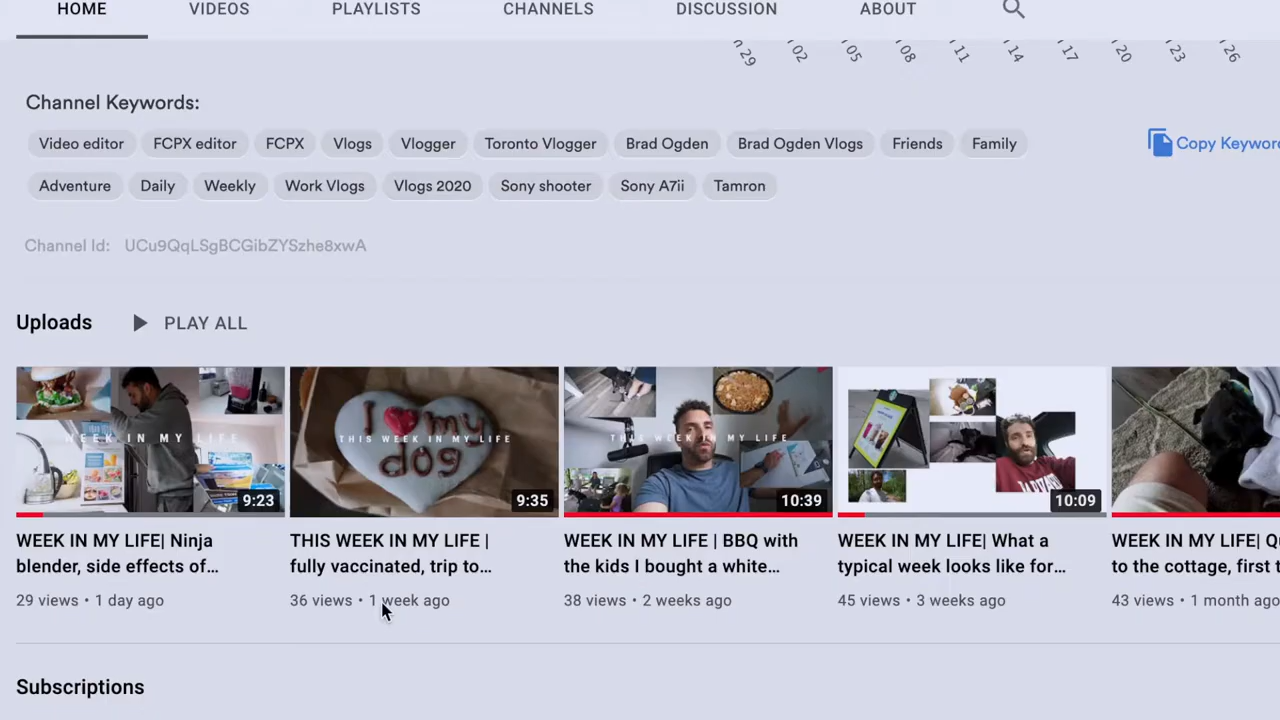 HOME VIDEOS PLAYLISTS CHANNELS DISCUSSION ABOUT
29 02 05 08 11 14 17 20 23 26
Channel Keywords:
Video editor FCPX editor FCPX Vlogs Vlogger Toronto Vlogger Brad Ogden Brad Ogden Vlogs Friends Family
Copy Keywor
Adventure Daily Weekly Work Vlogs Vlogs 2020 Sony shooter Sony A7ii Tamron
Channel Id: UCu9QqLSgBCGibZYSzhe8xwA
Uploads PLAY ALL
WEEK IN MY LIFE
9:23
I my
THIS WEEK IN MY LIFE
dog
9:35
THIS WEEK IN MY LIFE
10:39
10:09
WEEK IN MY LIFE| Ninja
blender, side effects of...
29 views • 1 day ago
THIS WEEK IN MY LIFE |
fully vaccinated, trip to...
36 views • 1 week ago
WEEK IN MY LIFE | BBQ with
the kids I bought a white...
38 views • 2 weeks ago
WEEK IN MY LIFE| What a
typical week looks like for...
45 views • 3 weeks ago
WEEK IN MY LIFE| Q
to the cottage, first t
43 views • 1 month ago
Subscriptions